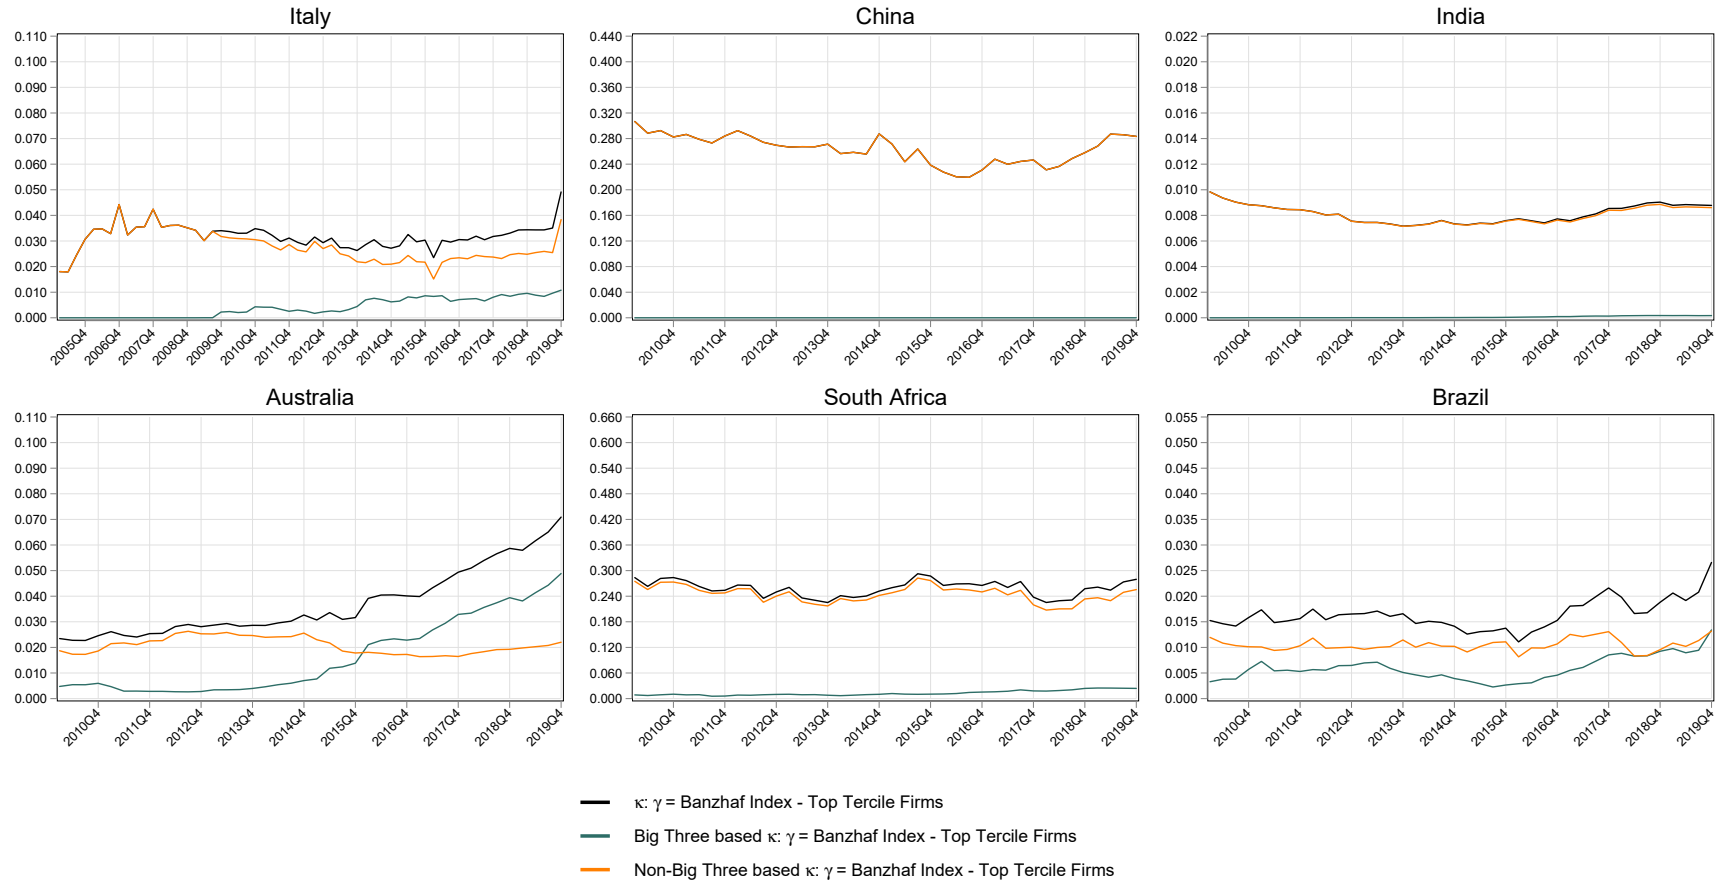 Italy
0.110
0.100
0.090
0.080
0.070
0.060
0.050
0.040
0.030
0.020
0.010
0.000
2005Q4
2006Q4
2007Q4
2008Q4
2009Q4
2010Q4
2011Q4
2012Q4
2013Q4
2014Q4
2015Q4
2016Q4
2017Q4
2018Q4
2019Q4
China
0.440
0.400
0.360
0.320
0.280
0.240
0.200
0.160
0.120
0.080
0.040
0.000
2010Q4
2011Q4
2012Q4
2013Q4
2014Q4
2015Q4
2016Q4
2017Q4
2018Q4
2019Q4
India
0.022
0.020
0.018
0.016
0.014
0.012
0.010
0.008
0.006
0.004
0.002
0.000
2010Q4
2011Q4
2012Q4
2013Q4
2014Q4
2015Q4
2016Q4
2017Q4
2018Q4
2019Q4
Australia
0.110
0.100
0.090
0.080
0.070
0.060
0.050
0.040
0.030
0.020
0.010
0.000
2010Q4
2011Q4
2012Q4
2013Q4
2014Q4
2015Q4
2016Q4
2017Q4
2018Q4
2019Q4
South Africa
0.660
0.600
0.540
0.480
0.420
0.360
0.300
0.240
0.180
0.120
0.060
0.000
2010Q4
2011Q4
2012Q4
2013Q4
2014Q4
2015Q4
2016Q4
2017Q4
2018Q4
2019Q4
Brazil
0.055
0.050
0.045
0.040
0.035
0.030
0.025
0.020
0.015
0.010
0.005
0.000
2010Q4
2011Q4
2012Q4
2013Q4
2014Q4
2015Q4
2016Q4
2017Q4
2018Q4
2019Q4
κ: γ = Banzhaf Index - Top Tercile Firms
Big Three based κ: γ = Banzhaf Index - Top Tercile Firms
Non-Big Three based κ: γ = Banzhaf Index - Top Tercile Firms